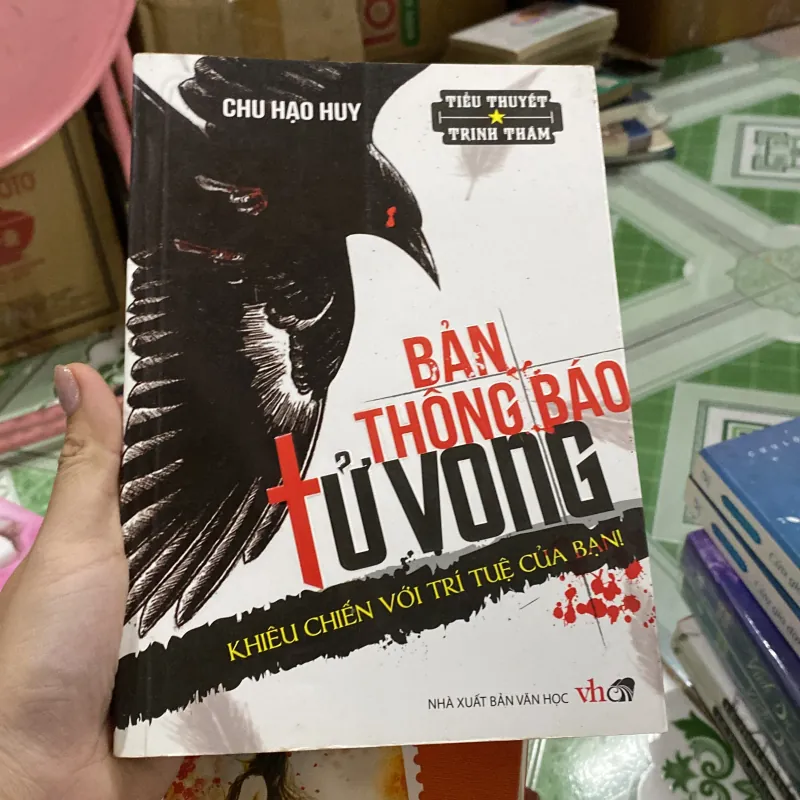 CHU HẠO HUY
TIỂU THUYẾT
TRINH THÁM
BẢN
THÔNG BÁO
TỬ VONG
KHIÊU CHIẾN VỚI TRÍ TUỆ CỦA BẠN!
NHÀ XUẤT BẢN VĂN HỌC vh